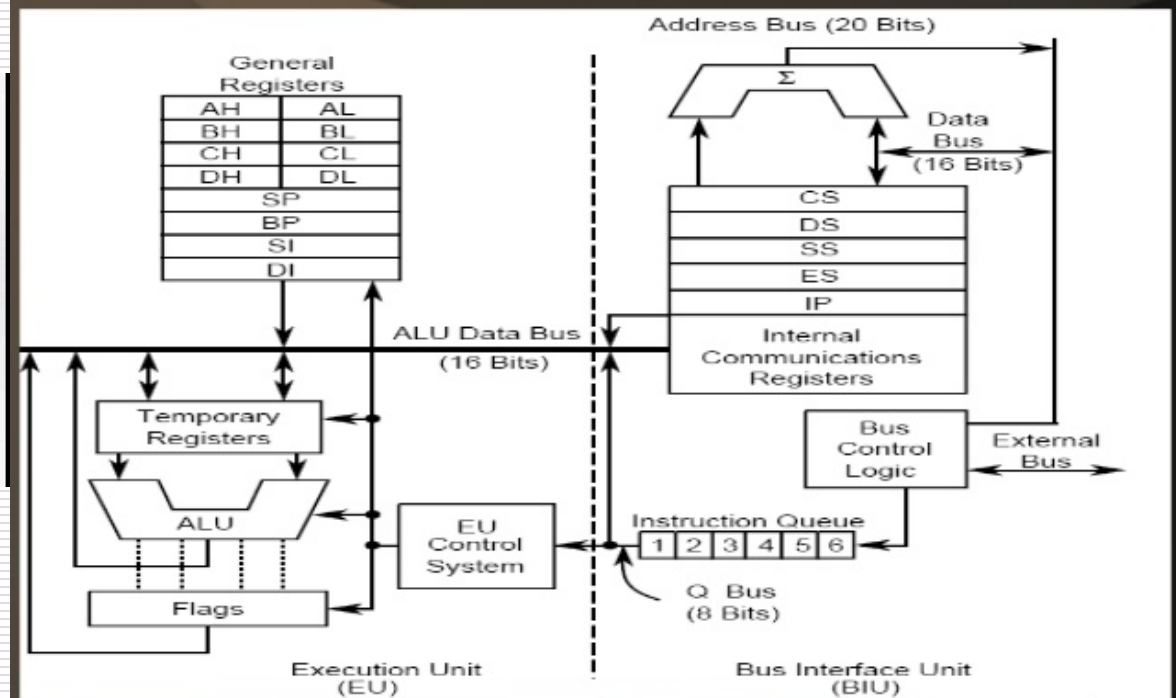 Address Bus (20 Bits)
General
Registers
AH AL
BH BL
CH CL
DH DL
SP
BP
SI
DI
Σ
Data
Bus
(16 Bits)
CS
DS
SS
ES
IP
Internal
Communications
Registers
ALU Data Bus
(16 Bits)
Temporary
Registers
ALU
Flags
EU
Control
System
Bus
Control
Logic
External
Bus
Instruction Queue
1 2 3 4 5 6
Q Bus
(8 Bits)
Execution Unit
(EU)
Bus Interface Unit
(BIU)